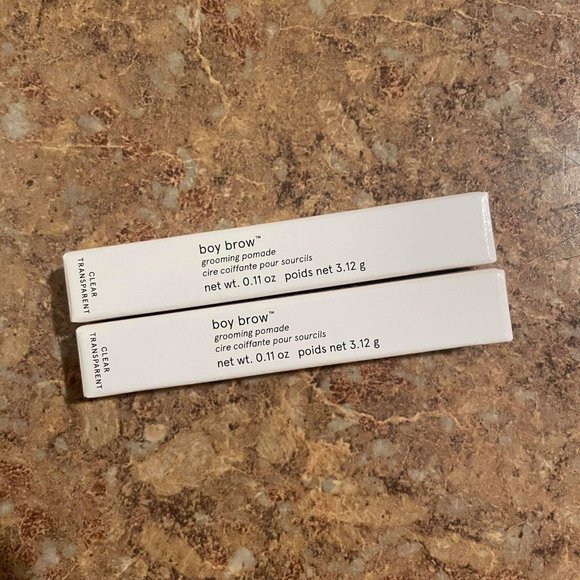 boy brow™
grooming pomade
cire coiffante pour sourcils
net wt. 0.11 oz poids net 3.12 g
CLEAR
TRANSPARENT
boy brow™
grooming pomade
cire coiffante pour sourcils
net wt. 0.11 oz poids net 3.12 g
CLEAR
TRANSPARENT